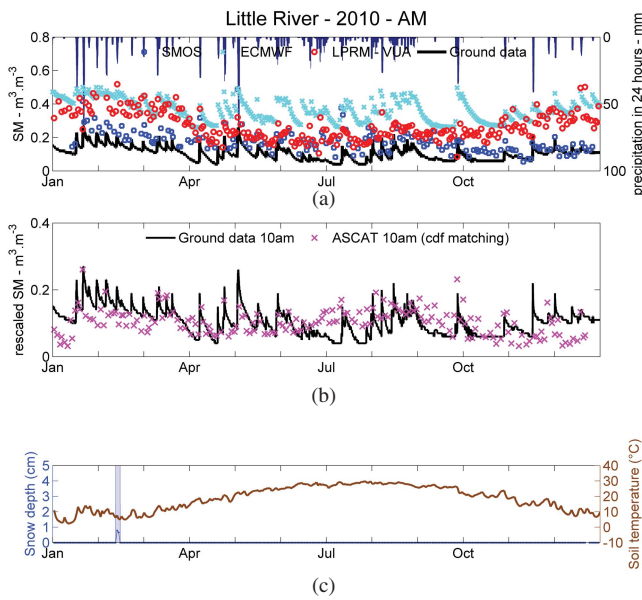 Little River - 2010 - AM
SMOS ECMWF LPRM - VUA Ground data
0.8
0.6
0.4
0.2
0
SM - m³.m⁻³
0
50
100
precipitation in 24 hours - mm
Jan Apr Jul Oct
(a)
Ground data 10am ASCAT 10am (cdf matching)
0.4
0.2
0
rescaled SM - m³.m⁻³
Jan Apr Jul Oct
(b)
5
4
3
2
1
0
Snow depth (cm)
40
30
20
10
0
-10
Soil temperature (°C)
Jan Apr Jul Oct
(c)